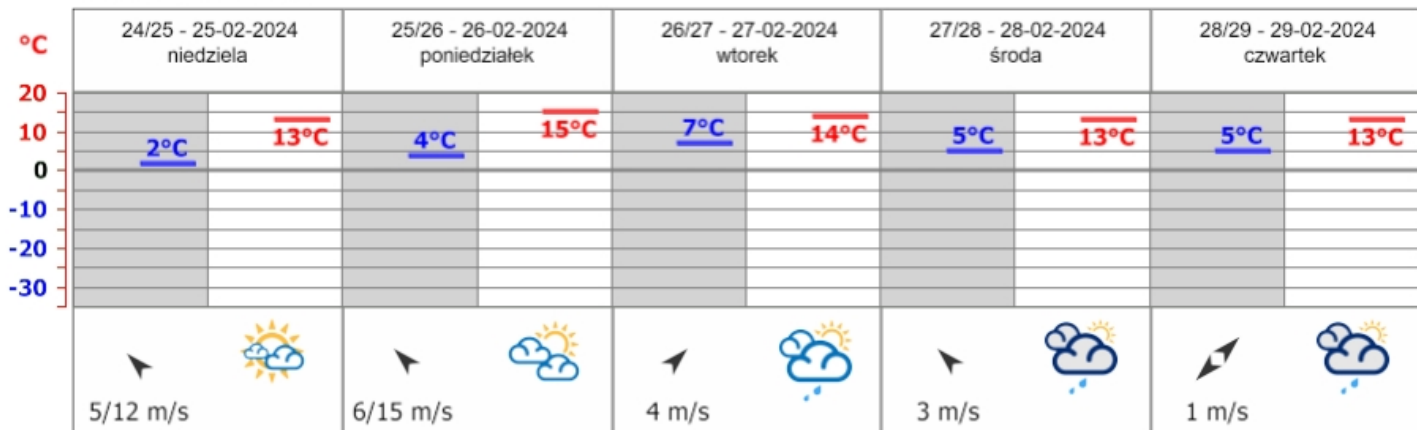 °C
24/25 - 25-02-2024
niedziela
25/26 - 26-02-2024
poniedziałek
26/27 - 27-02-2024
wtorek
27/28 - 28-02-2024
środa
28/29 - 29-02-2024
czwartek
20
10
0
-10
-20
-30
2°C
13°C
4°C
15°C
7°C
14°C
5°C
13°C
5°C
13°C
5/12 m/s
6/15 m/s
4 m/s
3 m/s
1 m/s